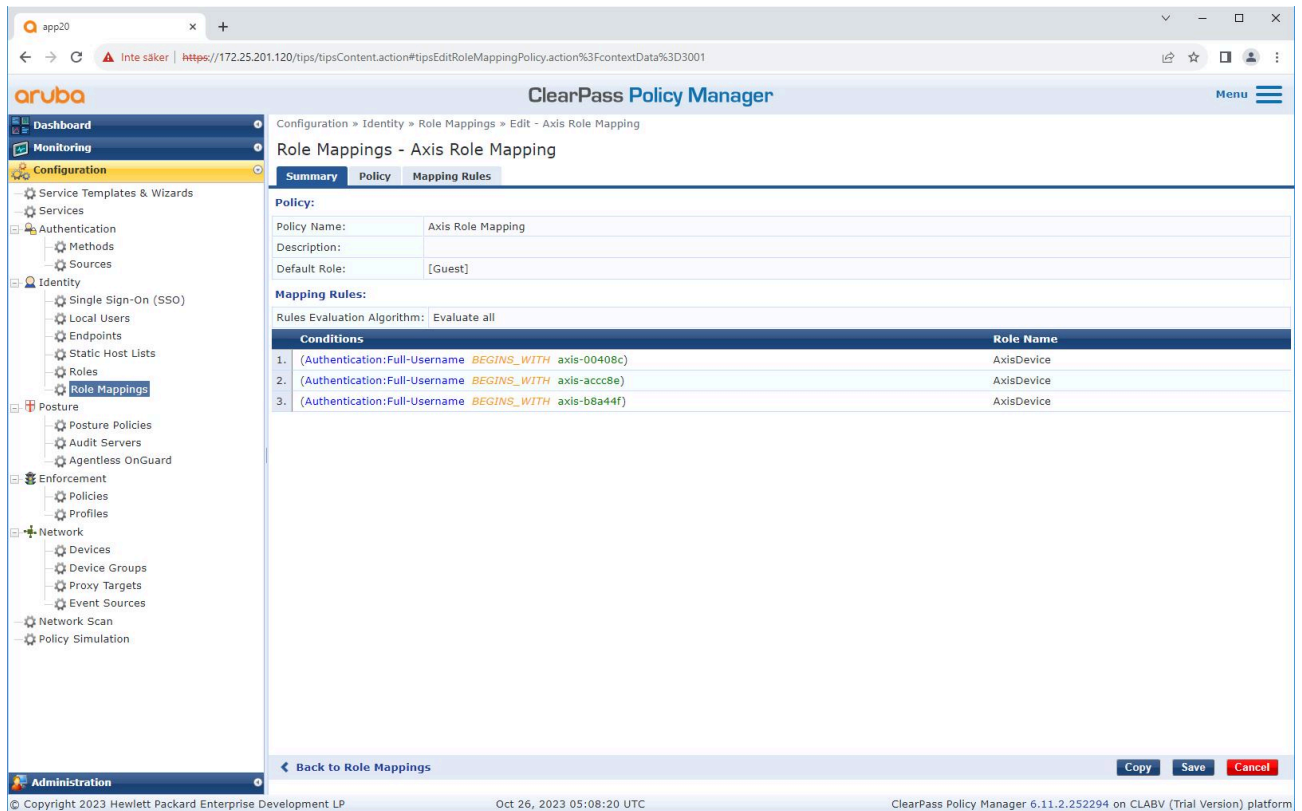 app20
Inte säker | https://172.25.201.120/tips/tipsContent.action#tipsEditRoleMappingPolicy.action%3FcontextData%3D3001
aruba
ClearPass Policy Manager
Menu
Dashboard
Monitoring
Configuration
Service Templates & Wizards
Services
Authentication
Methods
Sources
Identity
Single Sign-On (SSO)
Local Users
Endpoints
Static Host Lists
Roles
Role Mappings
Posture
Posture Policies
Audit Servers
Agentless OnGuard
Enforcement
Policies
Profiles
Network
Devices
Device Groups
Proxy Targets
Event Sources
Network Scan
Policy Simulation
Administration
Configuration » Identity » Role Mappings » Edit - Axis Role Mapping
Role Mappings - Axis Role Mapping
Summary Policy Mapping Rules
Policy:
Policy Name: Axis Role Mapping
Description:
Default Role: [Guest]
Mapping Rules:
Rules Evaluation Algorithm: Evaluate all
Conditions Role Name
1. (Authentication:Full-Username BEGINS_WITH axis-00408c) AxisDevice
2. (Authentication:Full-Username BEGINS_WITH axis-accc8e) AxisDevice
3. (Authentication:Full-Username BEGINS_WITH axis-b8a44f) AxisDevice
Back to Role Mappings Copy Save Cancel
© Copyright 2023 Hewlett Packard Enterprise Development LP Oct 26, 2023 05:08:20 UTC ClearPass Policy Manager 6.11.2.252294 on CLABV (Trial Version) platform